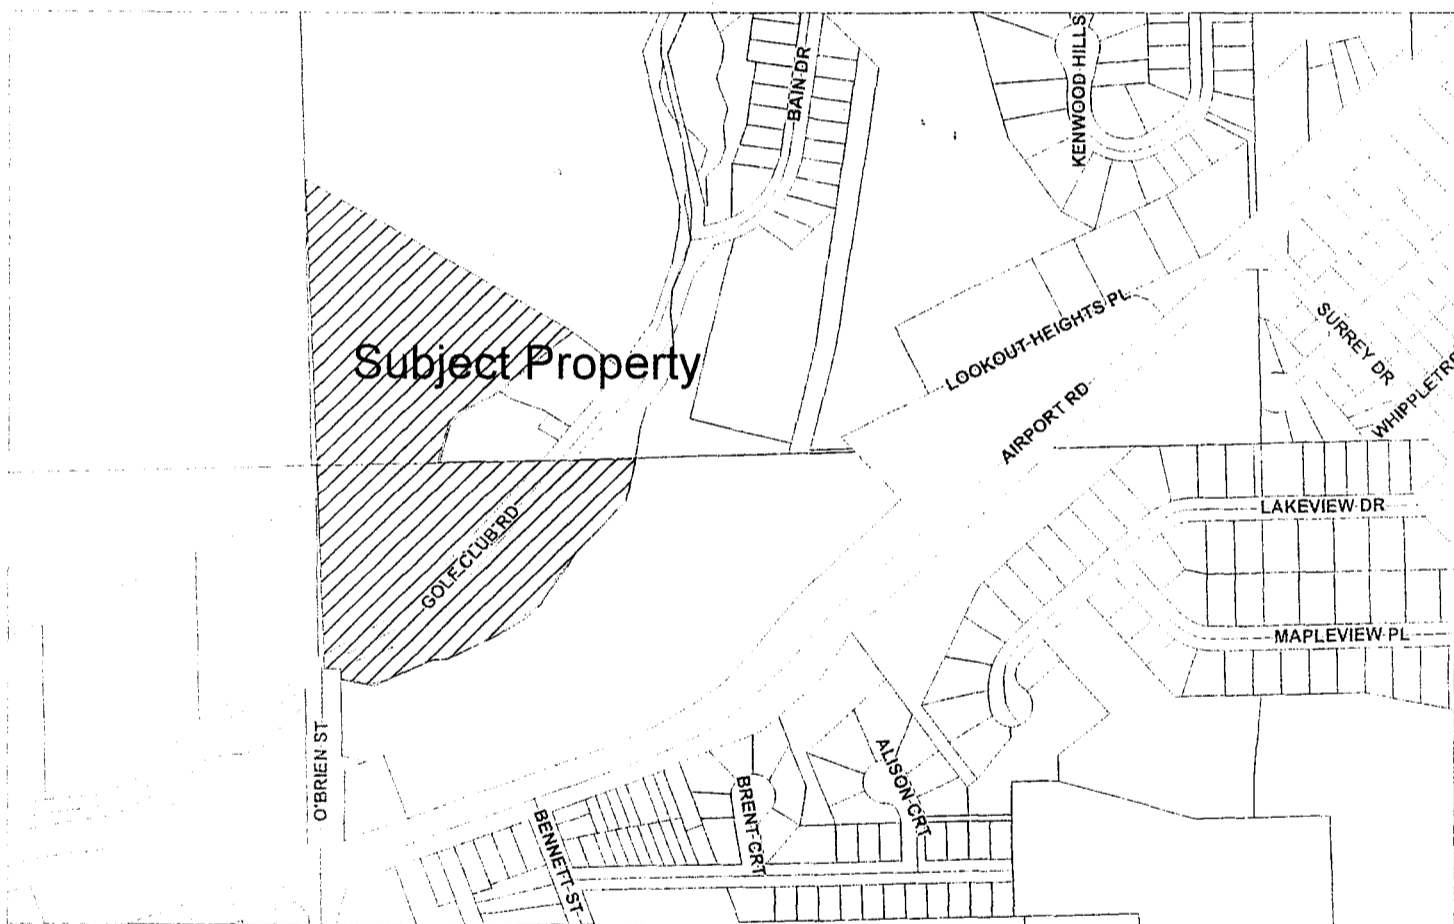 KENWOOD HILLS
BAIN DR
LOOKOUT HEIGHTS PL
SURREY DR
Subject Property
AIRPORT RD
LAKEVIEW DR
GOLF CLUB RD
MAPLEVIEW PL
O'BRIEN ST
ALISON CRT
BRENT CRT
BENNETT ST